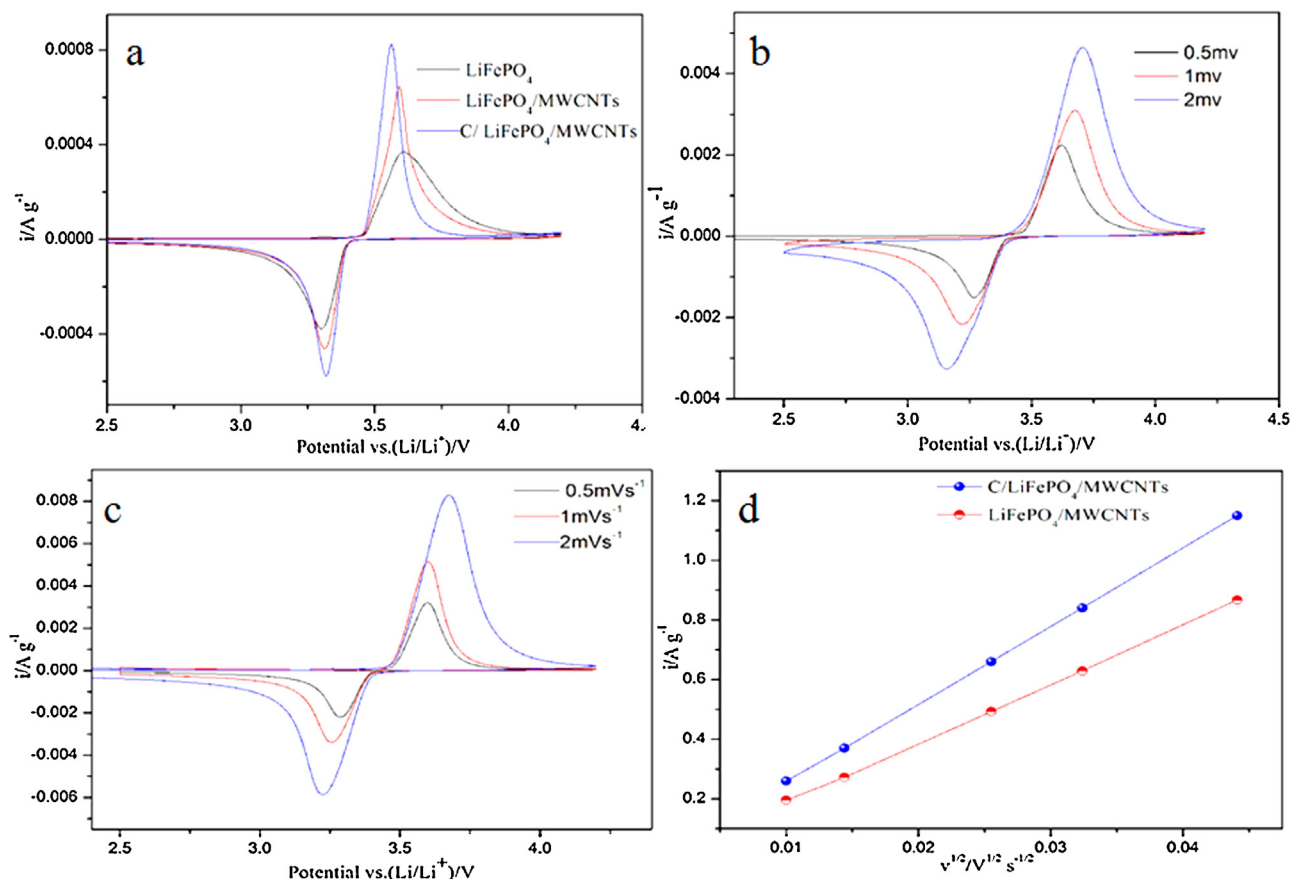 a
LiFePO4
LiFePO4/MWCNTs
C/ LiFePO4/MWCNTs
0.0008
0.0004
0.0000
-0.0004
i/A g-1
2.5 3.0 3.5 4.0 4.5
Potential vs.(Li/Li+)/V
b
0.5mv
1mv
2mv
0.004
0.002
0.000
-0.002
-0.004
i/A g-1
2.5 3.0 3.5 4.0 4.5
Potential vs.(Li/Li+)/V
c
0.5mVs-1
1mVs-1
2mVs-1
0.008
0.006
0.004
0.002
0.000
-0.002
-0.004
-0.006
i/A g-1
2.5 3.0 3.5 4.0
Potential vs.(Li/Li+)/V
d
C/LiFePO4/MWCNTs
LiFePO4/MWCNTs
1.2
1.0
0.8
0.6
0.4
0.2
i/A g-1
0.01 0.02 0.03 0.04
v1/2/V1/2 s-1/2